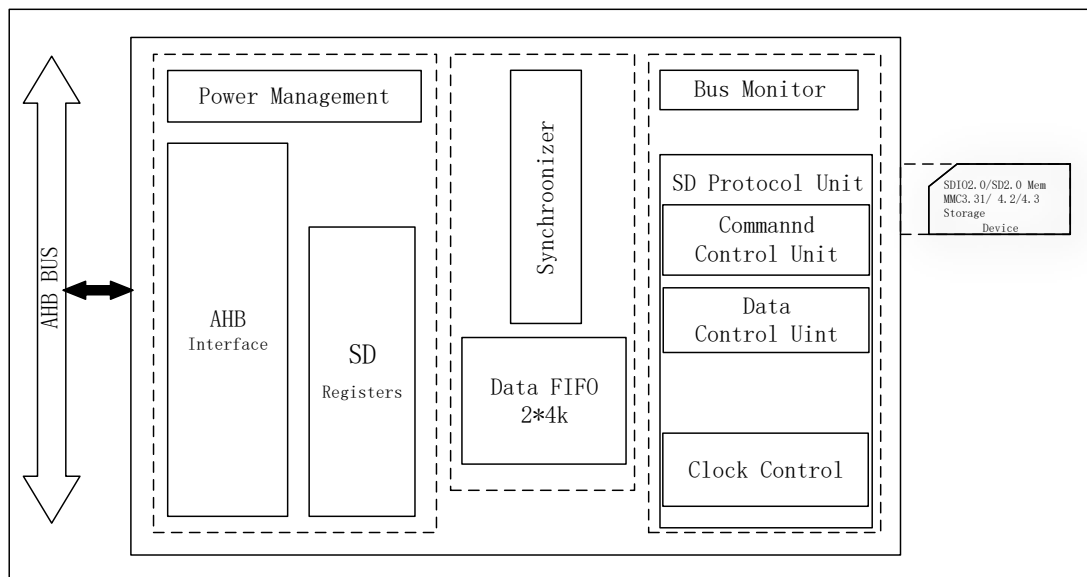 AHB BUS
Power Management
AHB
Interface
SD
Registers
Synchroonizer
Data FIFO
2*4k
Bus Monitor
SD Protocol Unit
Commannd
Control Unit
Data
Control Uint
Clock Control
SDIO2.0/SD2.0 Mem
MMC3.31/ 4.2/4.3
Storage
Device